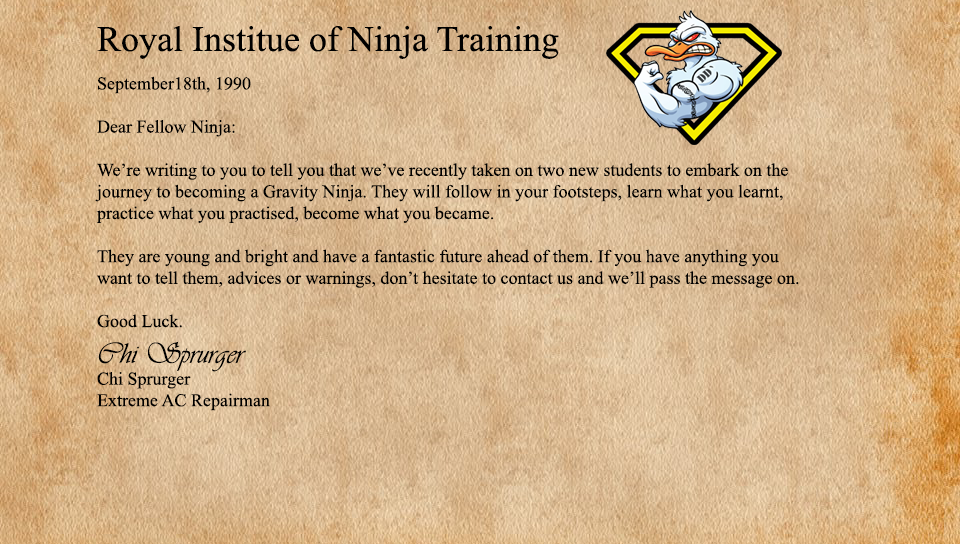 Royal Institue of Ninja Training
DD
September18th, 1990
Dear Fellow Ninja:
We’re writing to you to tell you that we’ve recently taken on two new students to embark on the
journey to becoming a Gravity Ninja. They will follow in your footsteps, learn what you learnt,
practice what you practised, become what you became.
They are young and bright and have a fantastic future ahead of them. If you have anything you
want to tell them, advices or warnings, don’t hesitate to contact us and we’ll pass the message on.
Good Luck.
Chi Sprurger
Chi Sprurger
Extreme AC Repairman